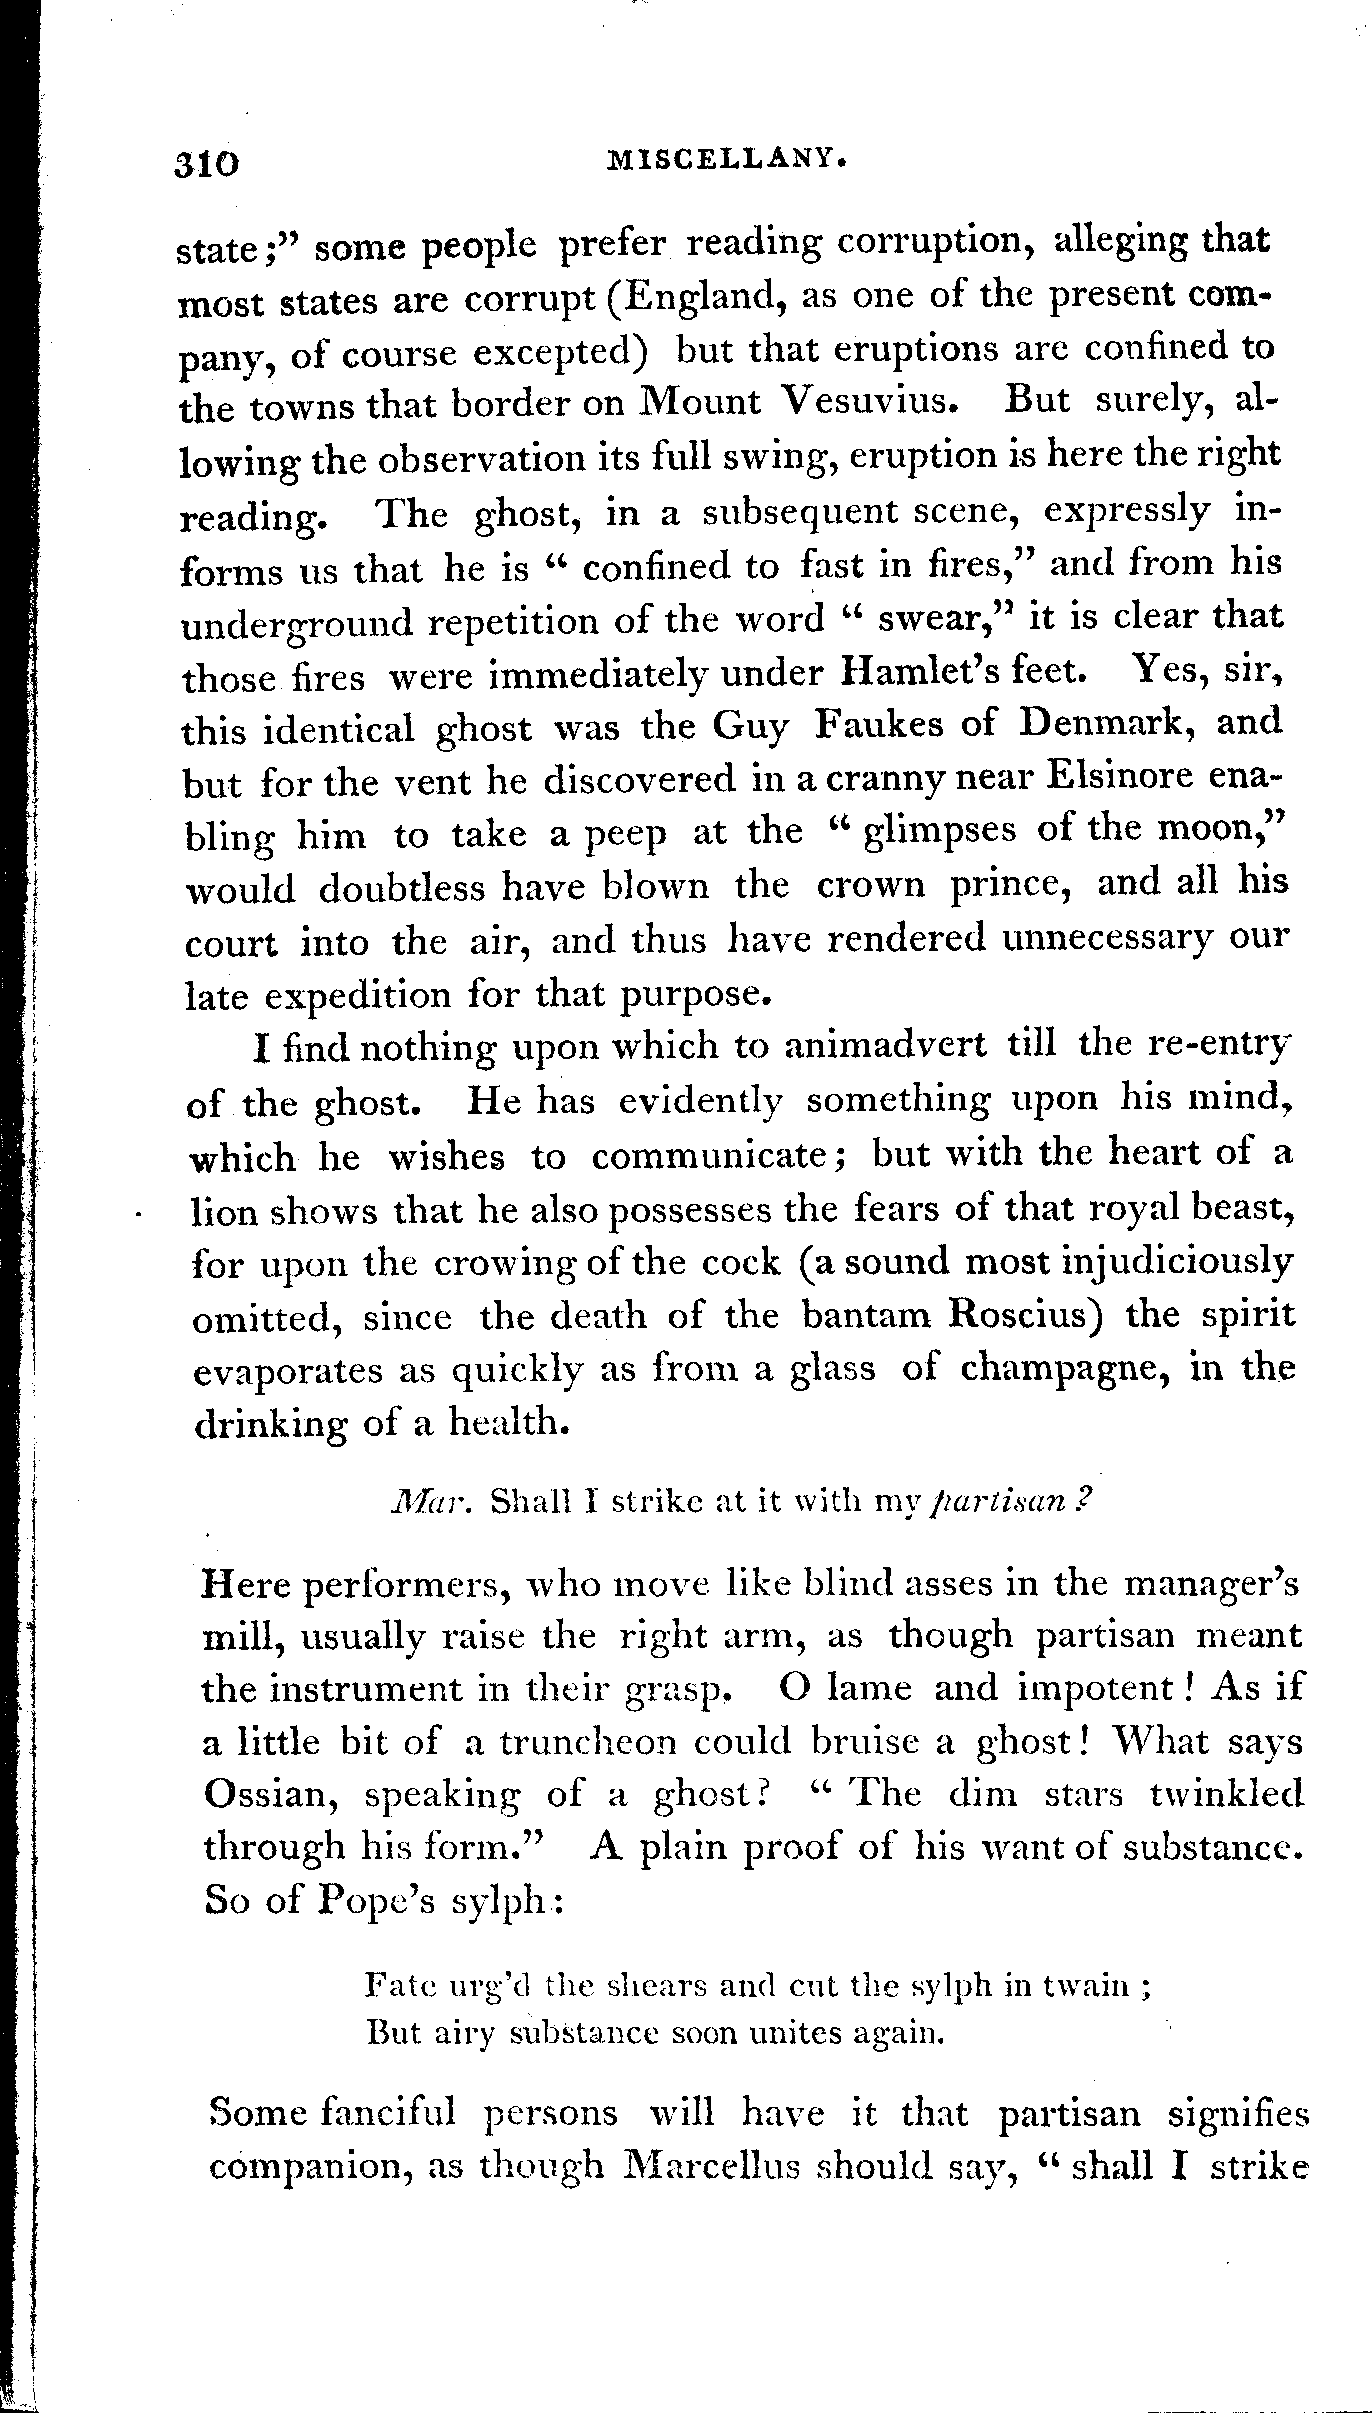 310 MISCELLANY.
state;” some people prefer reading corruption, alleging that
most states are corrupt (England, as one of the present com-
pany, of course excepted) but that eruptions are confined to
the towns that border on Mount Vesuvius. But surely, al-
lowing the observation its full swing, eruption is here the right
reading. The ghost, in a subsequent scene, expressly in-
forms us that he is “ confined to fast in fires,” and from his
underground repetition of the word “ swear,” it is clear that
those fires were immediately under Hamlet’s feet. Yes, sir,
this identical ghost was the Guy Faukes of Denmark, and
but for the vent he discovered in a cranny near Elsinore ena-
bling him to take a peep at the “ glimpses of the moon,”
would doubtless have blown the crown prince, and all his
court into the air, and thus have rendered unnecessary our
late expedition for that purpose.
I find nothing upon which to animadvert till the re-entry
of the ghost. He has evidently something upon his mind,
which he wishes to communicate; but with the heart of a
lion shows that he also possesses the fears of that royal beast,
for upon the crowing of the cock (a sound most injudiciously
omitted, since the death of the bantam Roscius) the spirit
evaporates as quickly as from a glass of champagne, in the
drinking of a health.
Mar. Shall I strike at it with my partisan ?
Here performers, who move like blind asses in the manager’s
mill, usually raise the right arm, as though partisan meant
the instrument in their grasp. O lame and impotent ! As if
a little bit of a truncheon could bruise a ghost! What says
Ossian, speaking of a ghost? “ The dim stars twinkled
through his form.” A plain proof of his want of substance.
So of Pope’s sylph:
Fate urg’d the shears and cut the sylph in twain ;
But airy substance soon unites again.
Some fanciful persons will have it that partisan signifies
companion, as though Marcellus should say, “ shall I strike